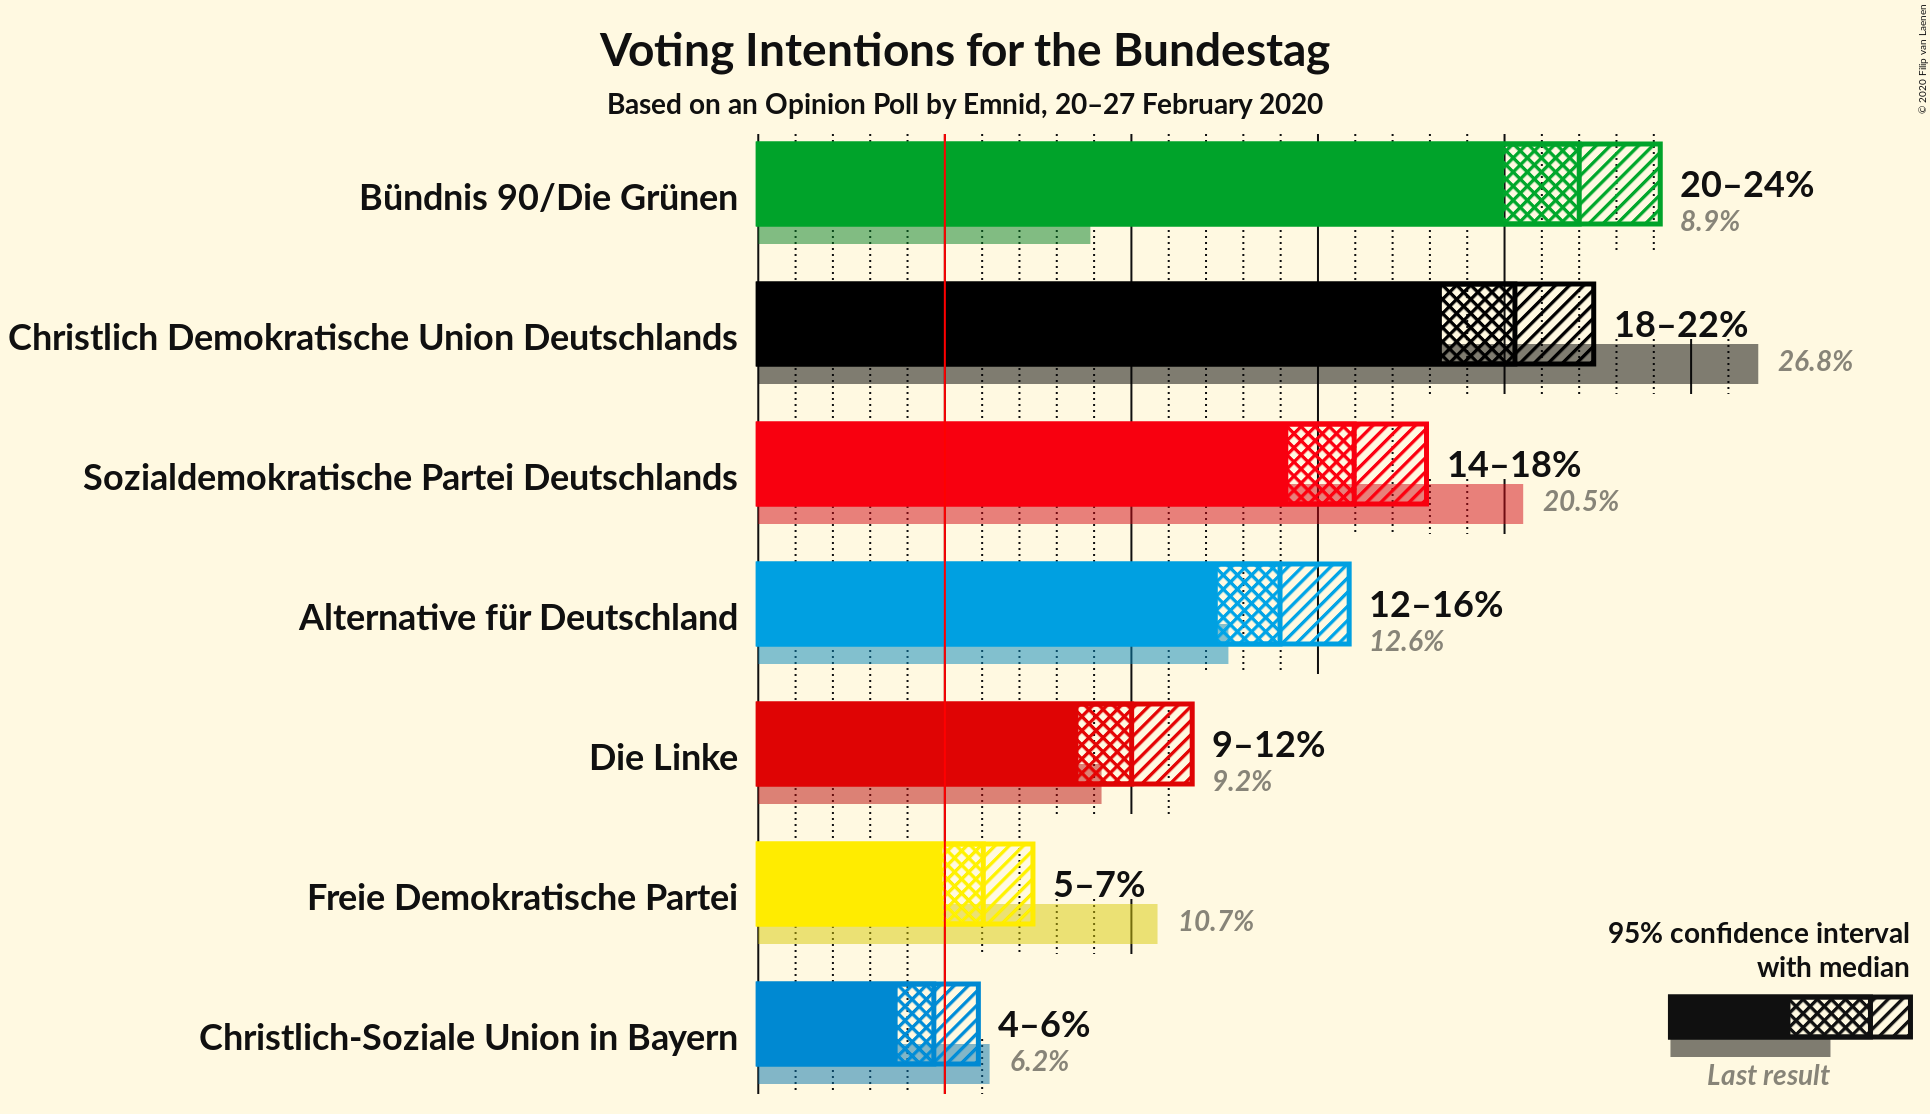 Voting Intentions for the Bundestag
Based on an Opinion Poll by Emnid, 20–27 February 2020
© 2020 Filip van Laenen
Bündnis 90/Die Grünen
20–24%
8.9%
Christlich Demokratische Union Deutschlands
18–22%
26.8%
Sozialdemokratische Partei Deutschlands
14–18%
20.5%
Alternative für Deutschland
12–16%
12.6%
Die Linke
9–12%
9.2%
Freie Demokratische Partei
5–7%
10.7%
Christlich-Soziale Union in Bayern
4–6%
6.2%
95% confidence interval
with median
Last result